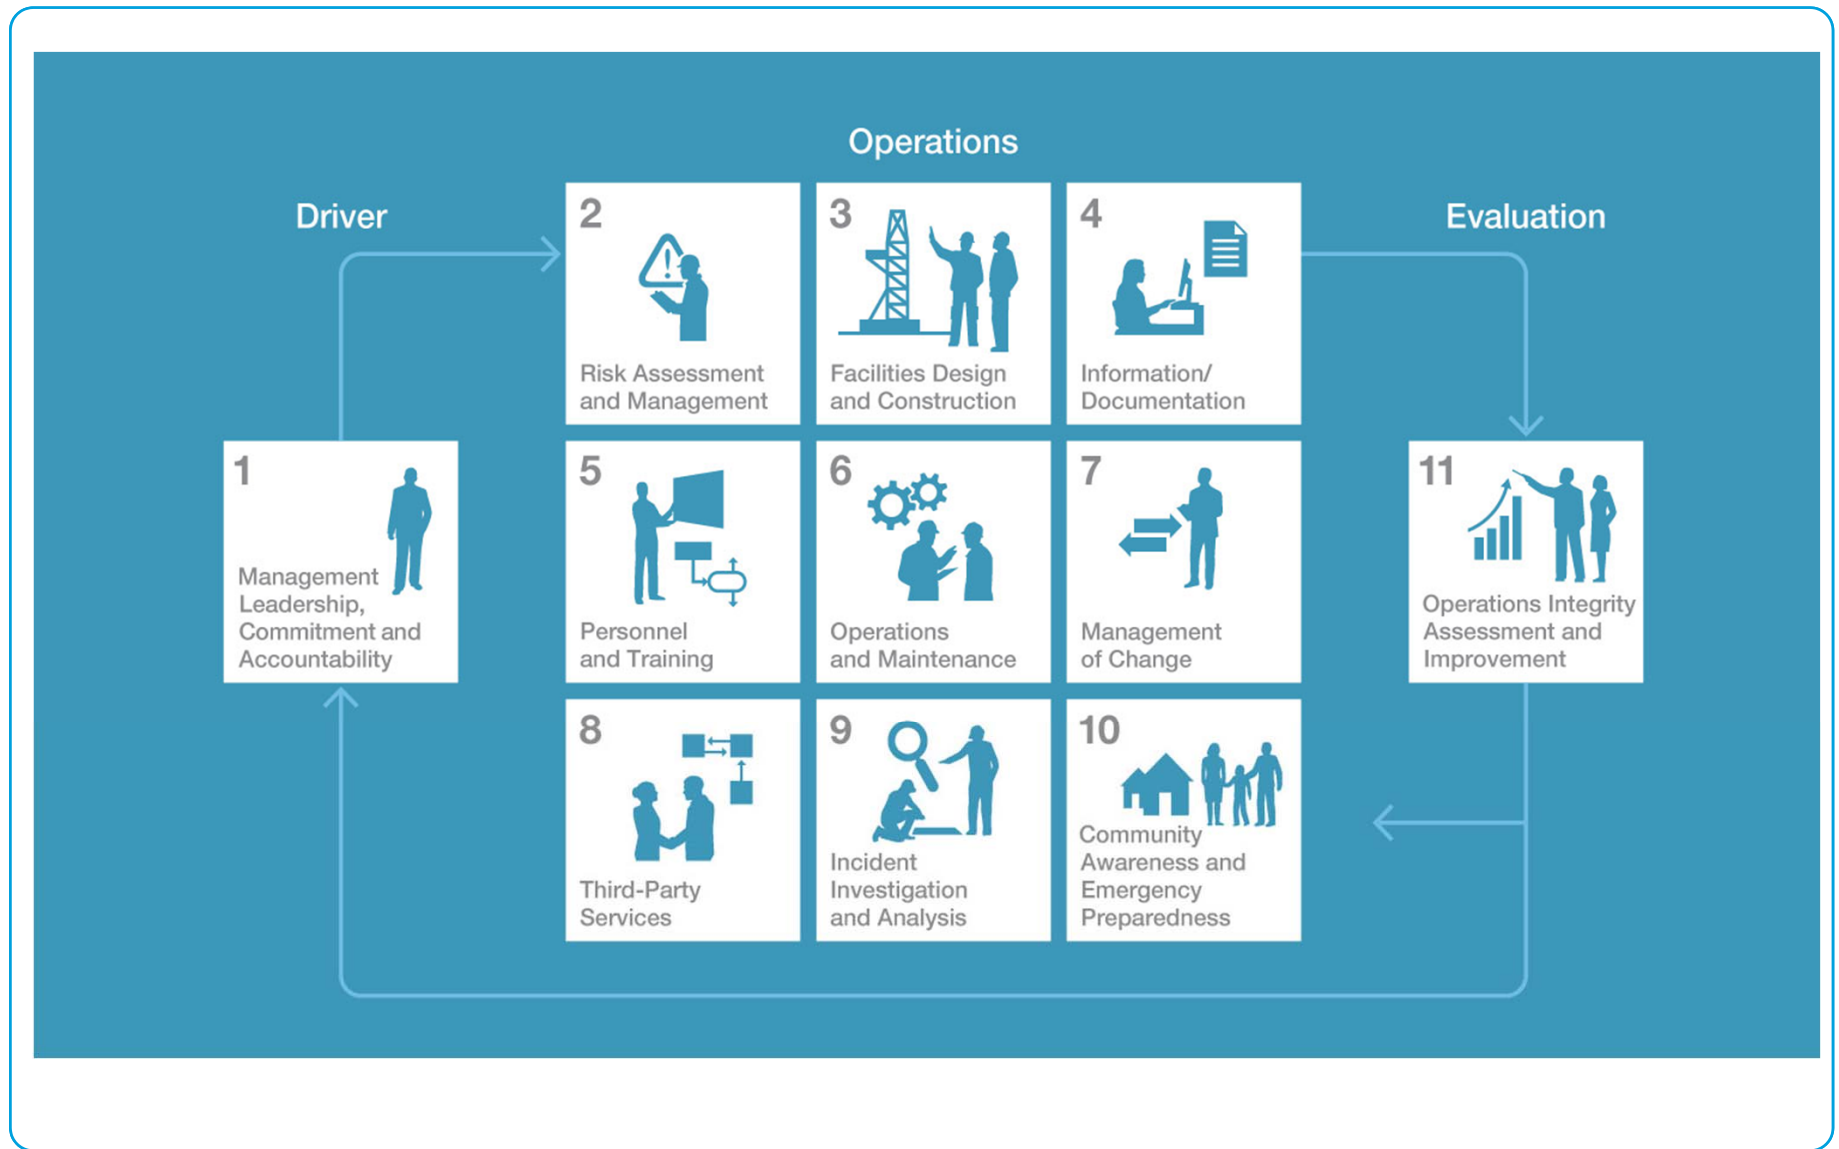 Operations
Driver
Evaluation
2
Risk Assessment
and Management
3
Facilities Design
and Construction
4
Information/
Documentation
1
Management
Leadership,
Commitment and
Accountability
5
Personnel
and Training
6
Operations
and Maintenance
7
Management
of Change
11
Operations Integrity
Assessment and
Improvement
8
Third-Party
Services
9
Incident
Investigation
and Analysis
10
Community
Awareness and
Emergency
Preparedness